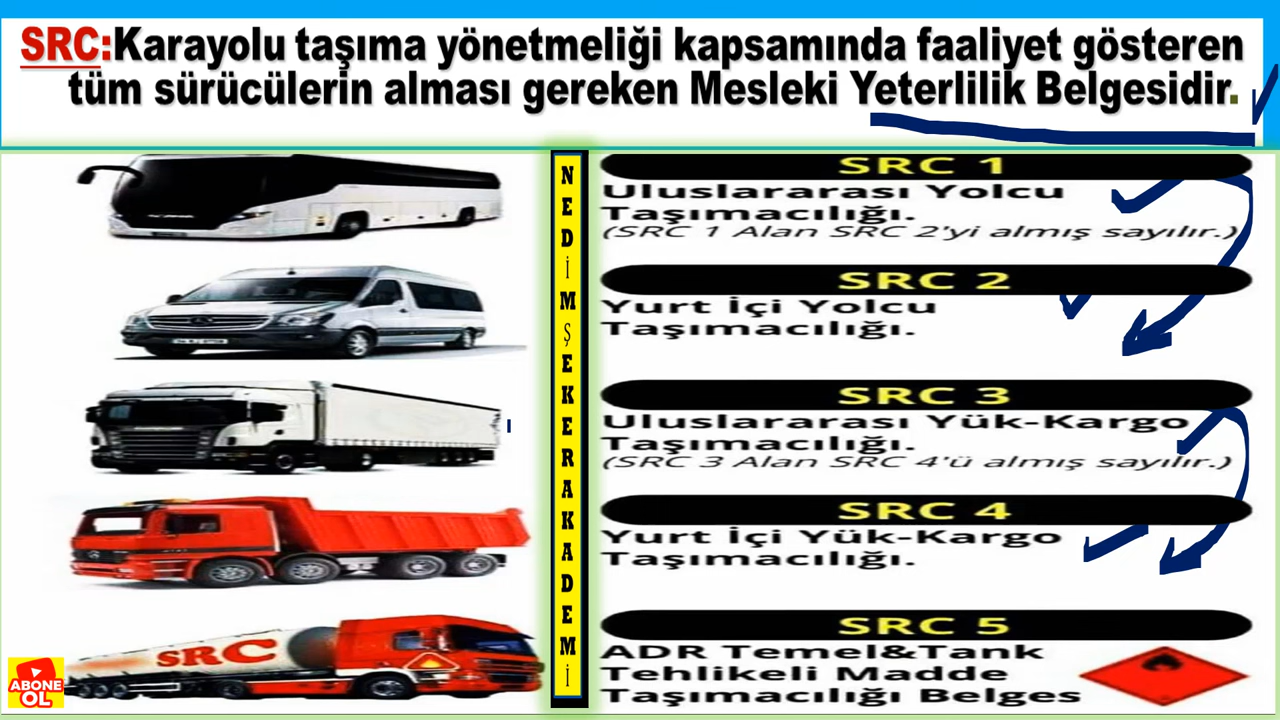 SRC:Karayolu taşıma yönetmeliği kapsamında faaliyet gösteren
tüm sürücülerin alması gereken Mesleki Yeterlilik Belgesidir.
NEDİMŞEKERAKADEMİ
SRC 1
Uluslararası Yolcu
Taşımacılığı.
(SRC 1 Alan SRC 2'yi almış sayılır.)
SRC 2
Yurt İçi Yolcu
Taşımacılığı.
SRC 3
Uluslararası Yük-Kargo
Taşımacılığı.
(SRC 3 Alan SRC 4'ü almış sayılır.)
SRC 4
Yurt İçi Yük-Kargo
Taşımacılığı.
SRC 5
ADR Temel&Tank
Tehlikeli Madde
Taşımacılığı Belges
SRC
ABONE
OL